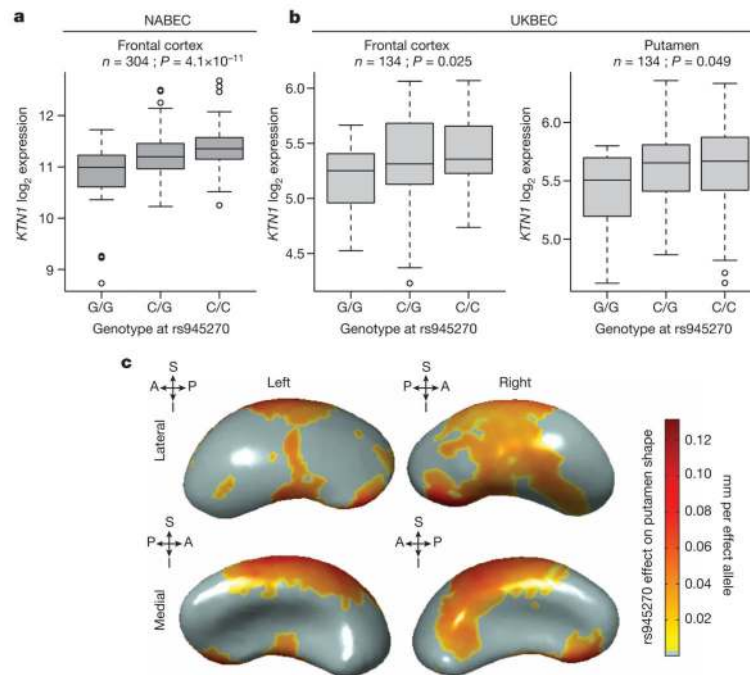 a
NABEC
b
UKBEC
Frontal cortex
n = 304 ; P = 4.1×10⁻¹¹
Frontal cortex
n = 134 ; P = 0.025
Putamen
n = 134 ; P = 0.049
KTN1 log₂ expression
13
12
11
10
9
G/G C/G C/C
Genotype at rs945270
KTN1 log₂ expression
6.0
5.5
5.0
4.5
G/G C/G C/C
Genotype at rs945270
KTN1 log₂ expression
6.0
5.5
5.0
G/G C/G C/C
Genotype at rs945270
c
Left
Right
S
A P
I
S
P A
I
Lateral
S
P A
I
S
A P
I
Medial
0.12
0.10
0.08
0.06
0.04
0.02
rs945270 effect on putamen shape
mm per effect allele